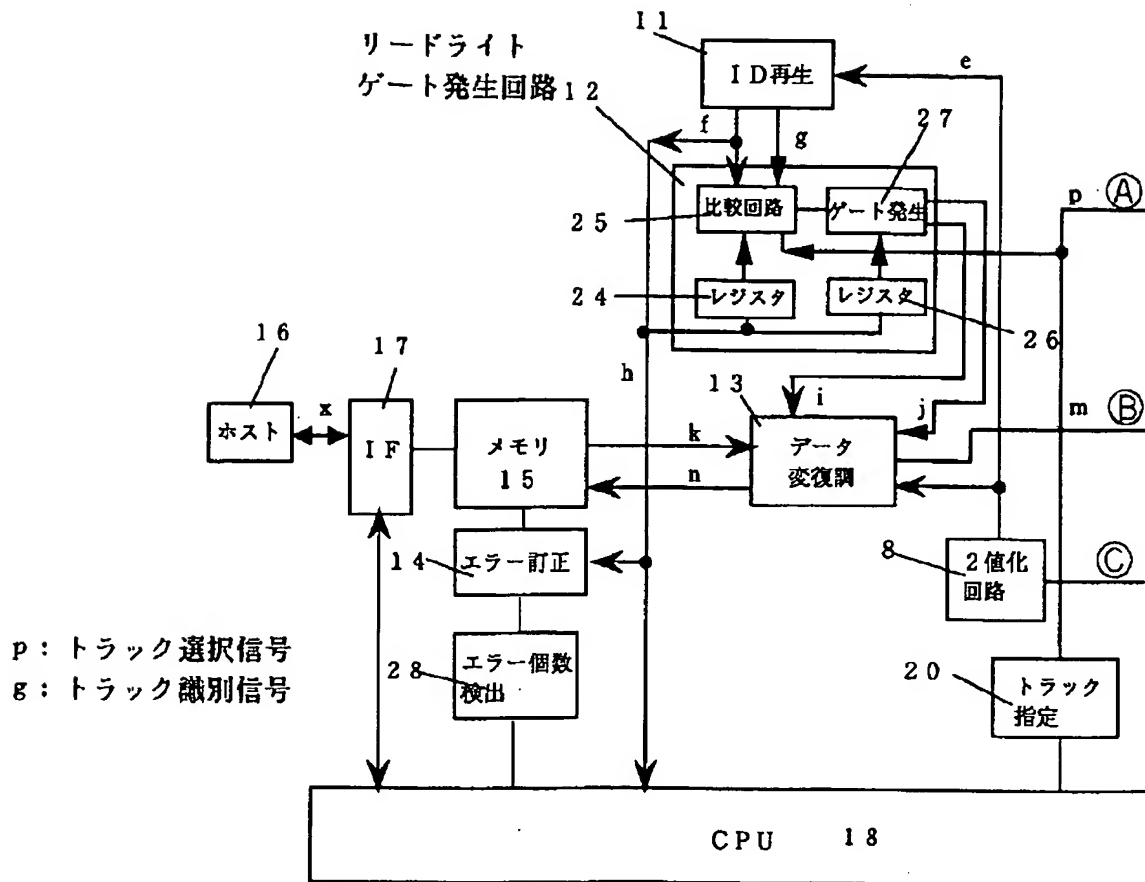 11
リードライト
ゲート発生回路12
ID再生
e
f
g
27
25
比較回路
ゲート発生
p
Ⓐ
24
レジスタ
レジスタ
26
16
17
h
13
i
j
m
Ⓑ
ホスト
x
IF
メモリ
15
k
n
データ
変復調
14
エラー訂正
8
2値化
回路
Ⓒ
p：トラック選択信号
g：トラック識別信号
28
エラー個数
検出
20
トラック
指定
CPU 18